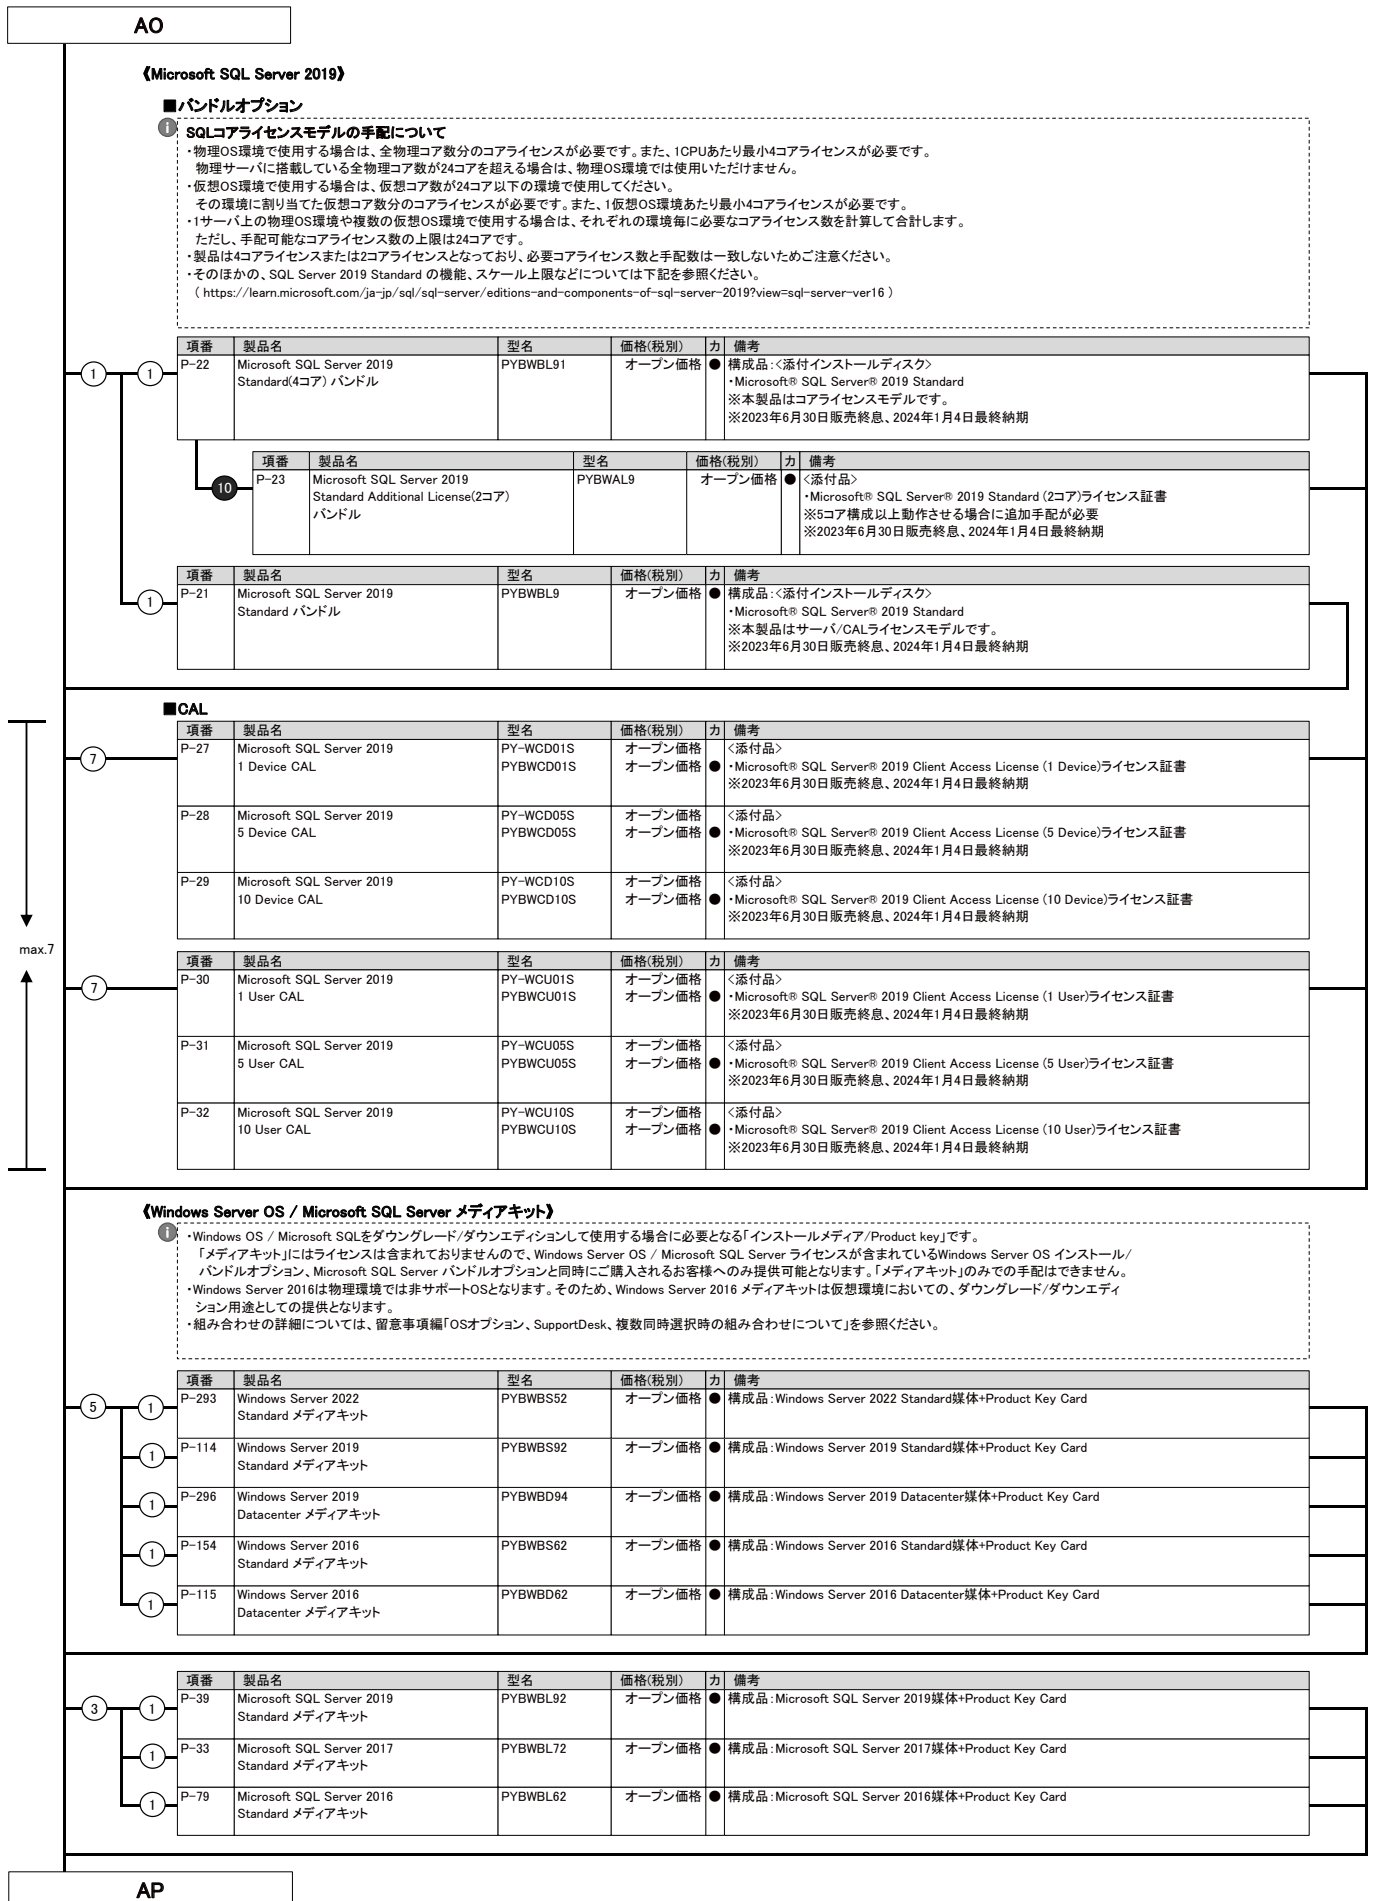 AO
《Microsoft SQL Server 2019》
■バンドルオプション
i
SQLコアライセンスモデルの手配について
・物理OS環境で使用する場合は、全物理コア数分のコアライセンスが必要です。また、1CPUあたり最小4コアライセンスが必要です。
物理サーバに搭載している全物理コア数が24コアを超える場合は、物理OS環境では使用いただけません。
・仮想OS環境で使用する場合は、仮想コア数が24コア以下の環境で使用してください。
その環境に割り当てた仮想コア数分のコアライセンスが必要です。また、1仮想OS環境あたり最小4コアライセンスが必要です。
・1サーバ上の物理OS環境や複数の仮想OS環境で使用する場合は、それぞれの環境毎に必要なコアライセンス数を計算して合計します。
ただし、手配可能なコアライセンス数の上限は24コアです。
・製品は4コアライセンスまたは2コアライセンスとなっており、必要コアライセンス数と手配数は一致しないためご注意ください。
・そのほかの、SQL Server 2019 Standard の機能、スケール上限などについては下記を参照ください。
( https://learn.microsoft.com/ja-jp/sql/sql-server/editions-and-components-of-sql-server-2019?view=sql-server-ver16 )
項番 製品名 型名 価格(税別) カ 備考
1 1 P-22 Microsoft SQL Server 2019 PYBWBL91 オープン価格 ● 構成品:<添付インストールディスク>
Standard(4コア) バンドル ・Microsoft® SQL Server® 2019 Standard
※本製品はコアライセンスモデルです。
※2023年6月30日販売終息、2024年1月4日最終納期
項番 製品名 型名 価格(税別) カ 備考
10 P-23 Microsoft SQL Server 2019 PYBWAL9 オープン価格 ● <添付品>
Standard Additional License(2コア) ・Microsoft® SQL Server® 2019 Standard (2コア)ライセンス証書
バンドル ※5コア構成以上動作させる場合に追加手配が必要
※2023年6月30日販売終息、2024年1月4日最終納期
項番 製品名 型名 価格(税別) カ 備考
1 P-21 Microsoft SQL Server 2019 PYBWBL9 オープン価格 ● 構成品:<添付インストールディスク>
Standard バンドル ・Microsoft® SQL Server® 2019 Standard
※本製品はサーバ/CALライセンスモデルです。
※2023年6月30日販売終息、2024年1月4日最終納期
■CAL
項番 製品名 型名 価格(税別) カ 備考
7 P-27 Microsoft SQL Server 2019 PY-WCD01S オープン価格 <添付品>
1 Device CAL PYBWCD01S オープン価格 ● ・Microsoft® SQL Server® 2019 Client Access License (1 Device)ライセンス証書
※2023年6月30日販売終息、2024年1月4日最終納期
P-28 Microsoft SQL Server 2019 PY-WCD05S オープン価格 <添付品>
5 Device CAL PYBWCD05S オープン価格 ● ・Microsoft® SQL Server® 2019 Client Access License (5 Device)ライセンス証書
※2023年6月30日販売終息、2024年1月4日最終納期
P-29 Microsoft SQL Server 2019 PY-WCD10S オープン価格 <添付品>
10 Device CAL PYBWCD10S オープン価格 ● ・Microsoft® SQL Server® 2019 Client Access License (10 Device)ライセンス証書
※2023年6月30日販売終息、2024年1月4日最終納期
max.7
項番 製品名 型名 価格(税別) カ 備考
7 P-30 Microsoft SQL Server 2019 PY-WCU01S オープン価格 <添付品>
1 User CAL PYBWCU01S オープン価格 ● ・Microsoft® SQL Server® 2019 Client Access License (1 User)ライセンス証書
※2023年6月30日販売終息、2024年1月4日最終納期
P-31 Microsoft SQL Server 2019 PY-WCU05S オープン価格 <添付品>
5 User CAL PYBWCU05S オープン価格 ● ・Microsoft® SQL Server® 2019 Client Access License (5 User)ライセンス証書
※2023年6月30日販売終息、2024年1月4日最終納期
P-32 Microsoft SQL Server 2019 PY-WCU10S オープン価格 <添付品>
10 User CAL PYBWCU10S オープン価格 ● ・Microsoft® SQL Server® 2019 Client Access License (10 User)ライセンス証書
※2023年6月30日販売終息、2024年1月4日最終納期
《Windows Server OS / Microsoft SQL Server メディアキット》
i
・Windows OS / Microsoft SQLをダウングレード/ダウンエディションして使用する場合に必要となる「インストールメディア/Product key」です。
「メディアキット」にはライセンスは含まれておりませんので、Windows Server OS / Microsoft SQL Server ライセンスが含まれているWindows Server OS インストール/
バンドルオプション、Microsoft SQL Server バンドルオプションと同時にご購入されるお客様へのみ提供可能となります。「メディアキット」のみでの手配はできません。
・Windows Server 2016は物理環境では非サポートOSとなります。そのため、Windows Server 2016 メディアキットは仮想環境においての、ダウングレード/ダウンエディ
ション用途としての提供となります。
・組み合わせの詳細については、留意事項編「OSオプション、SupportDesk、複数同時選択時の組み合わせについて」を参照ください。
項番 製品名 型名 価格(税別) カ 備考
5 1 P-293 Windows Server 2022 PYBWBS52 オープン価格 ● 構成品:Windows Server 2022 Standard媒体+Product Key Card
Standard メディアキット
1 P-114 Windows Server 2019 PYBWBS92 オープン価格 ● 構成品:Windows Server 2019 Standard媒体+Product Key Card
Standard メディアキット
1 P-296 Windows Server 2019 PYBWBD94 オープン価格 ● 構成品:Windows Server 2019 Datacenter媒体+Product Key Card
Datacenter メディアキット
1 P-154 Windows Server 2016 PYBWBS62 オープン価格 ● 構成品:Windows Server 2016 Standard媒体+Product Key Card
Standard メディアキット
1 P-115 Windows Server 2016 PYBWBD62 オープン価格 ● 構成品:Windows Server 2016 Datacenter媒体+Product Key Card
Datacenter メディアキット
項番 製品名 型名 価格(税別) カ 備考
3 1 P-39 Microsoft SQL Server 2019 PYBWBL92 オープン価格 ● 構成品:Microsoft SQL Server 2019媒体+Product Key Card
Standard メディアキット
1 P-33 Microsoft SQL Server 2017 PYBWBL72 オープン価格 ● 構成品:Microsoft SQL Server 2017媒体+Product Key Card
Standard メディアキット
1 P-79 Microsoft SQL Server 2016 PYBWBL62 オープン価格 ● 構成品:Microsoft SQL Server 2016媒体+Product Key Card
Standard メディアキット
AP